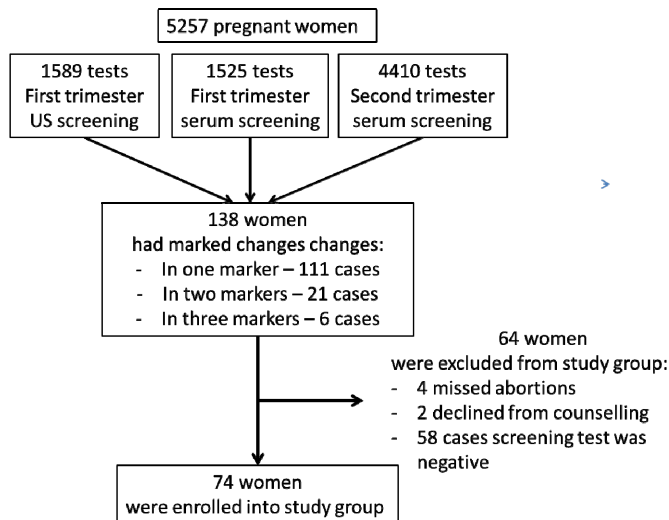 5257 pregnant women
1589 tests
First trimester
US screening
1525 tests
First trimester
serum screening
4410 tests
Second trimester
serum screening
138 women
had marked changes changes:
- In one marker – 111 cases
- In two markers – 21 cases
- In three markers – 6 cases
64 women
were excluded from study group:
- 4 missed abortions
- 2 declined from counselling
- 58 cases screening test was
negative
74 women
were enrolled into study group